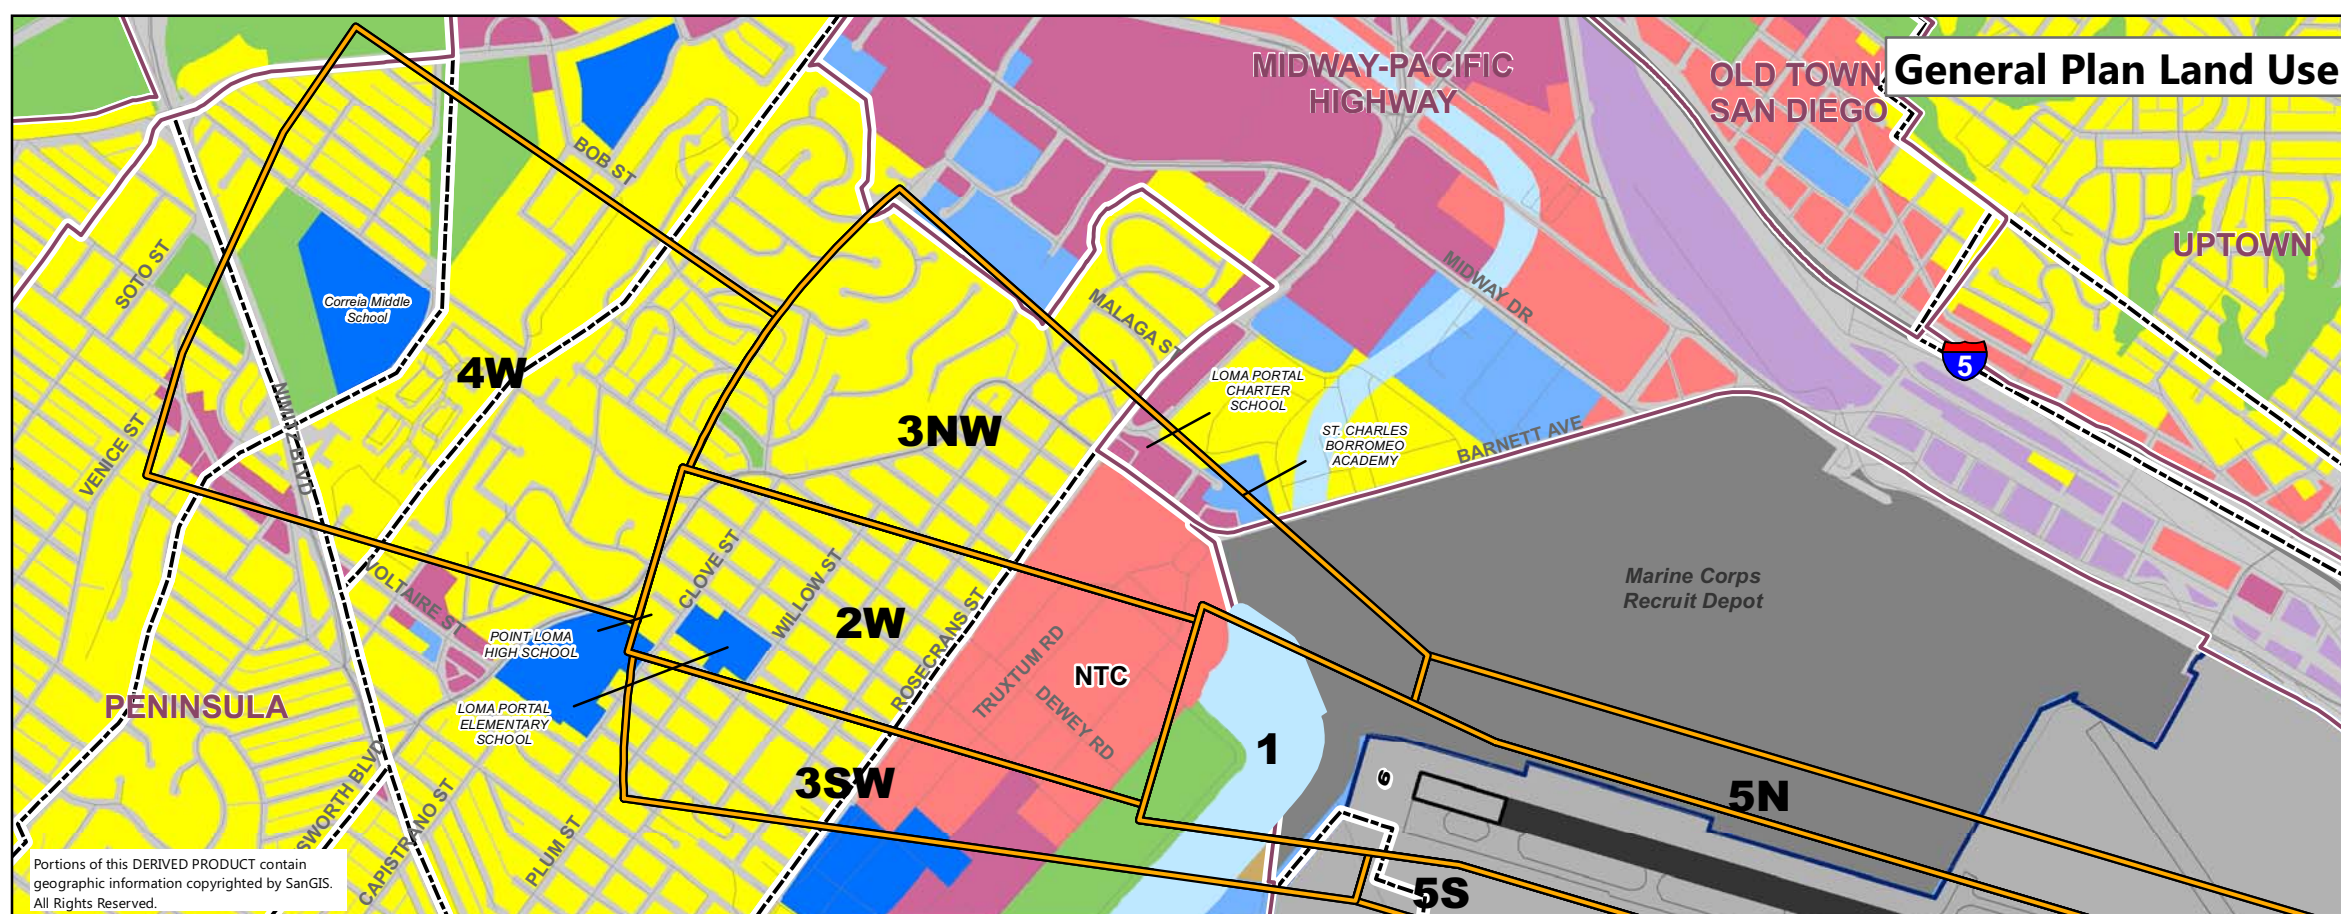 General Plan Land Use
MIDWAY-PACIFIC
HIGHWAY
OLD TOWN
SAN DIEGO
UPTOWN
BOB ST
SOTO ST
Correia Middle
School
MALAGA ST
MIDWAY DR
5
4W
LOMA PORTAL
CHARTER
SCHOOL
3NW
ST. CHARLES
BORROMEO
ACADEMY
BARNETT AVE
VENICE ST
NIMITZ BLVD
CLOVE ST
WILLOW ST
VOLTAIRE ST
Marine Corps
Recruit Depot
POINT LOMA
HIGH SCHOOL
2W
ROSECRANS ST
TRUXTUM RD
NTC
DEWEY RD
PENINSULA
LOMA PORTAL
ELEMENTARY
SCHOOL
1
3SW
6
5N
SWORTH BLVD
CAPISTRANO ST
PLUM ST
5S
Portions of this DERIVED PRODUCT contain
geographic information copyrighted by SanGIS.
All Rights Reserved.